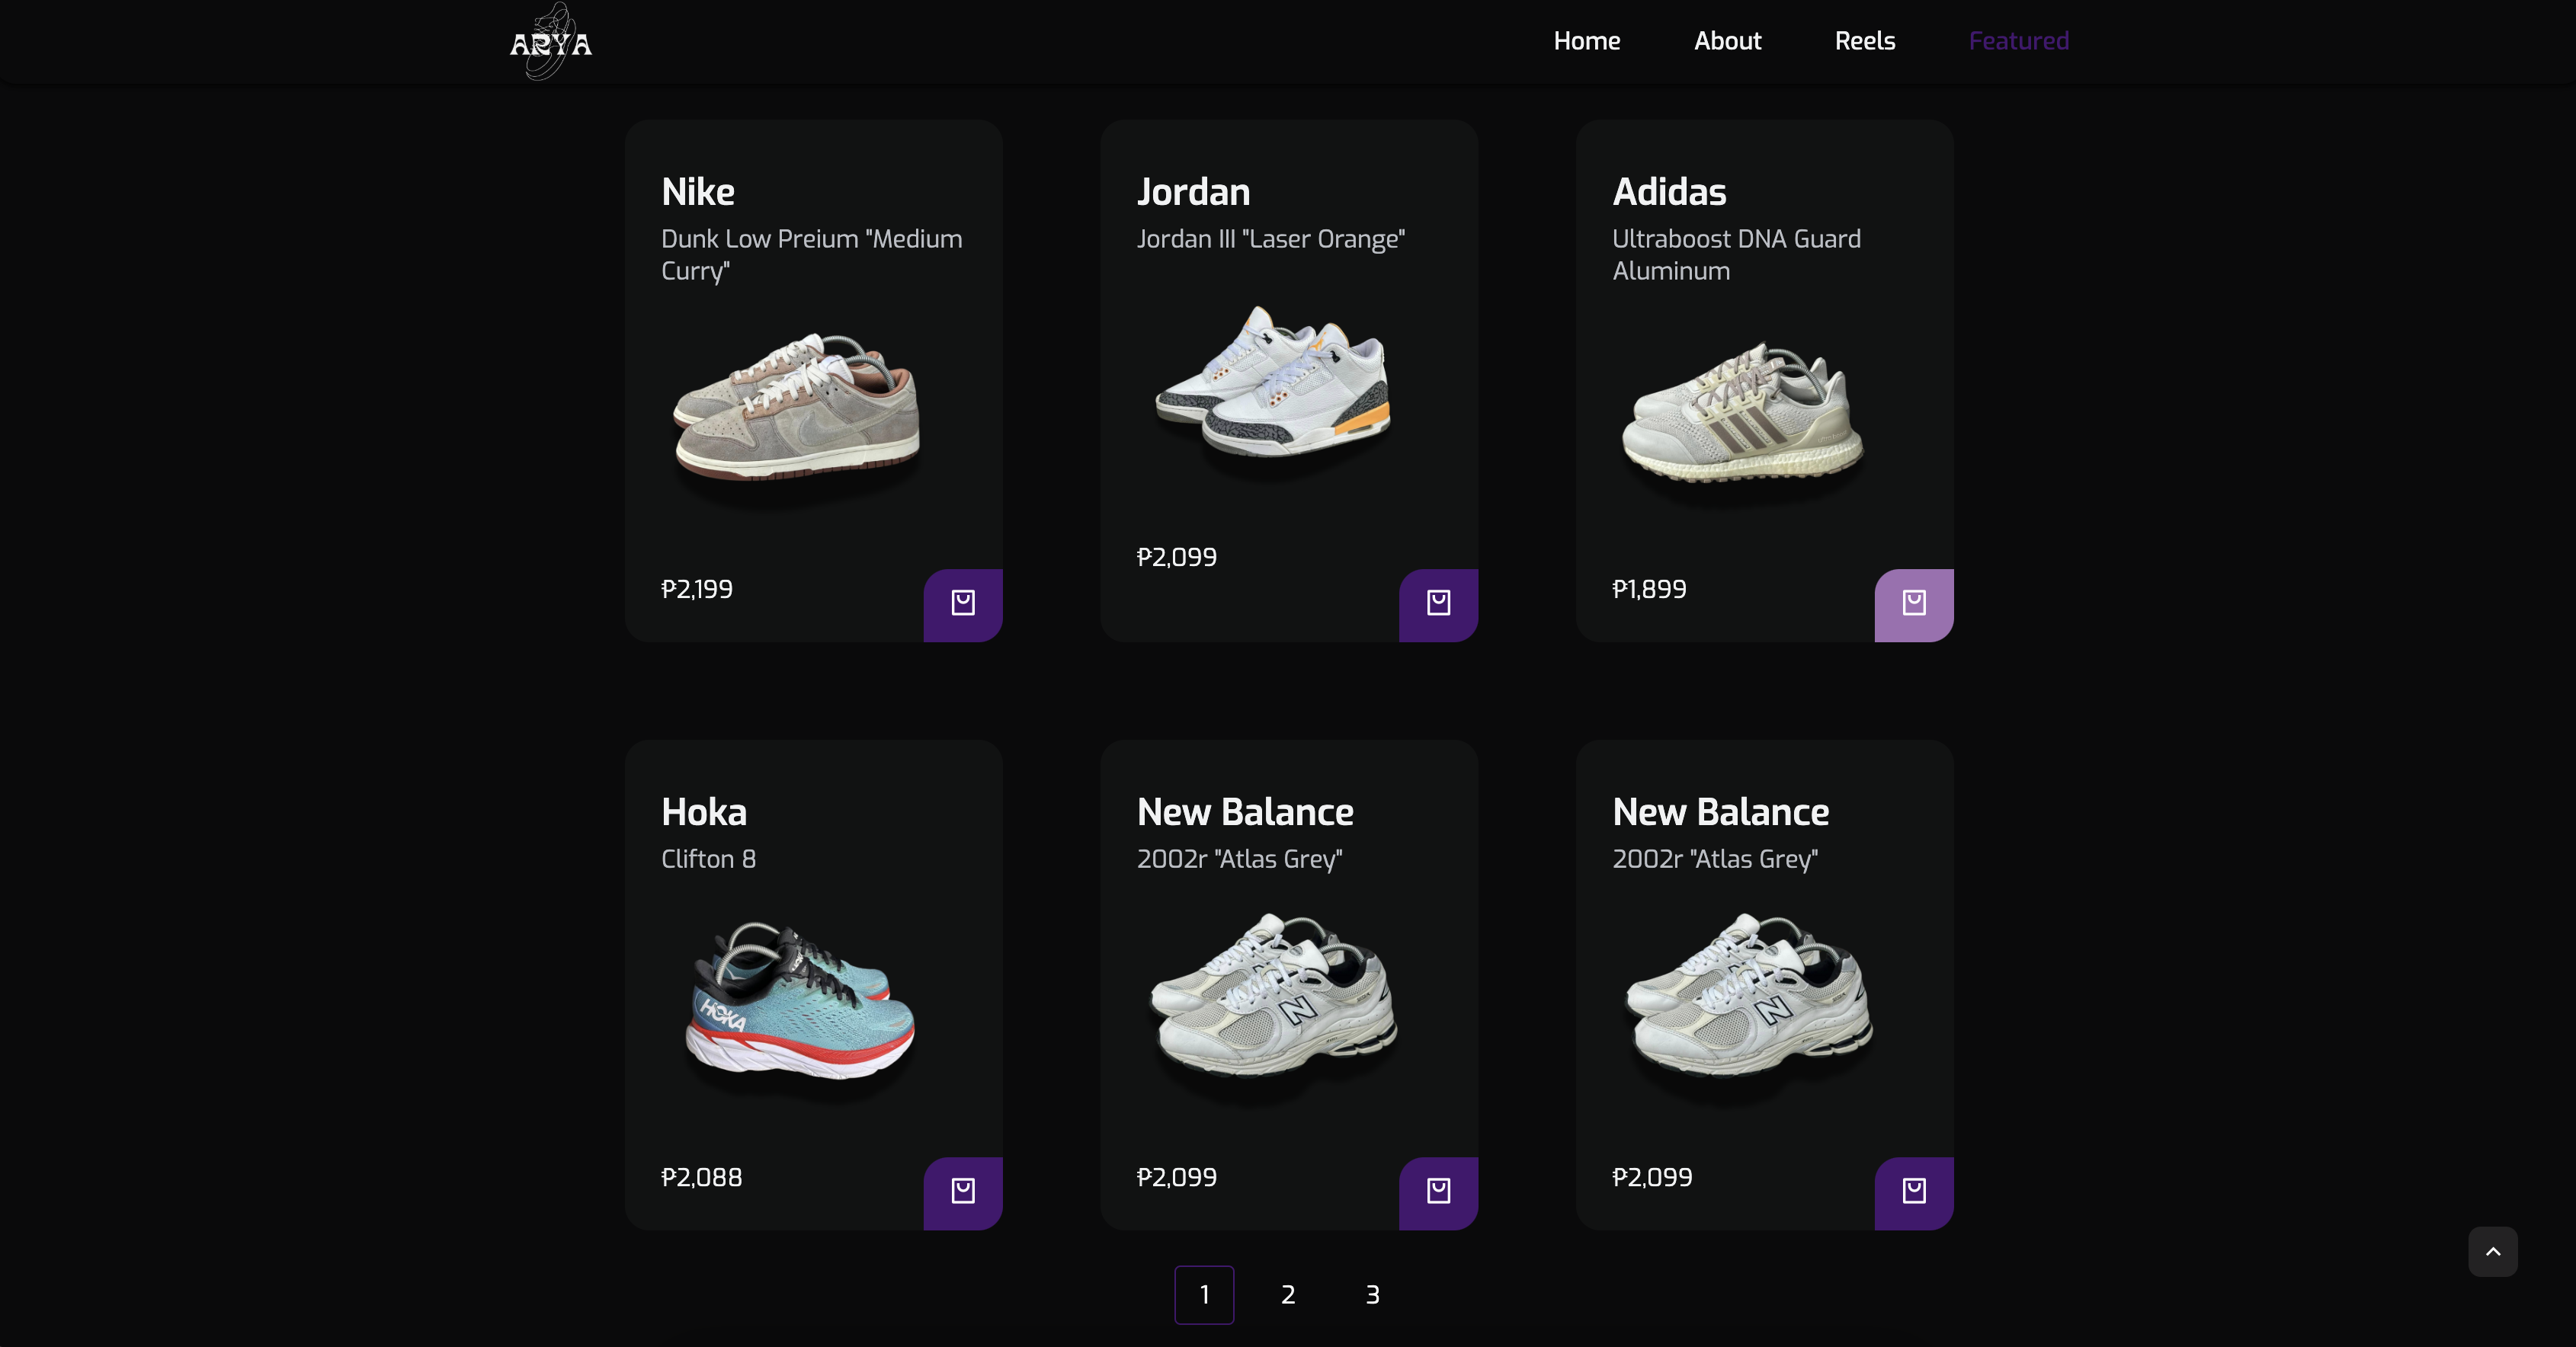 ARYA
Home
About
Reels
Featured
Nike
Dunk Low Preium "Medium
Curry"
₱2,199
Jordan
Jordan III "Laser Orange"
₱2,099
Adidas
Ultraboost DNA Guard
Aluminum
₱1,899
Hoka
Clifton 8
HOKA
₱2,088
New Balance
2002r "Atlas Grey"
N
₱2,099
New Balance
2002r "Atlas Grey"
N
₱2,099
1
2
3